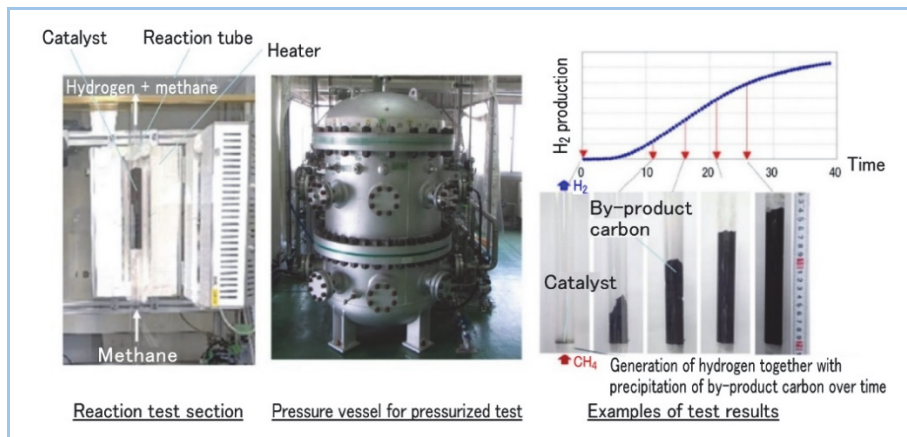 Catalyst
Reaction tube
Heater
Hydrogen + methane
Methane
Reaction test section
Pressure vessel for pressurized test
H₂ production
0
10
20
30
40
Time
H₂
By-product
carbon
Catalyst
CH₄
Generation of hydrogen together with
precipitation of by-product carbon over time
Examples of test results